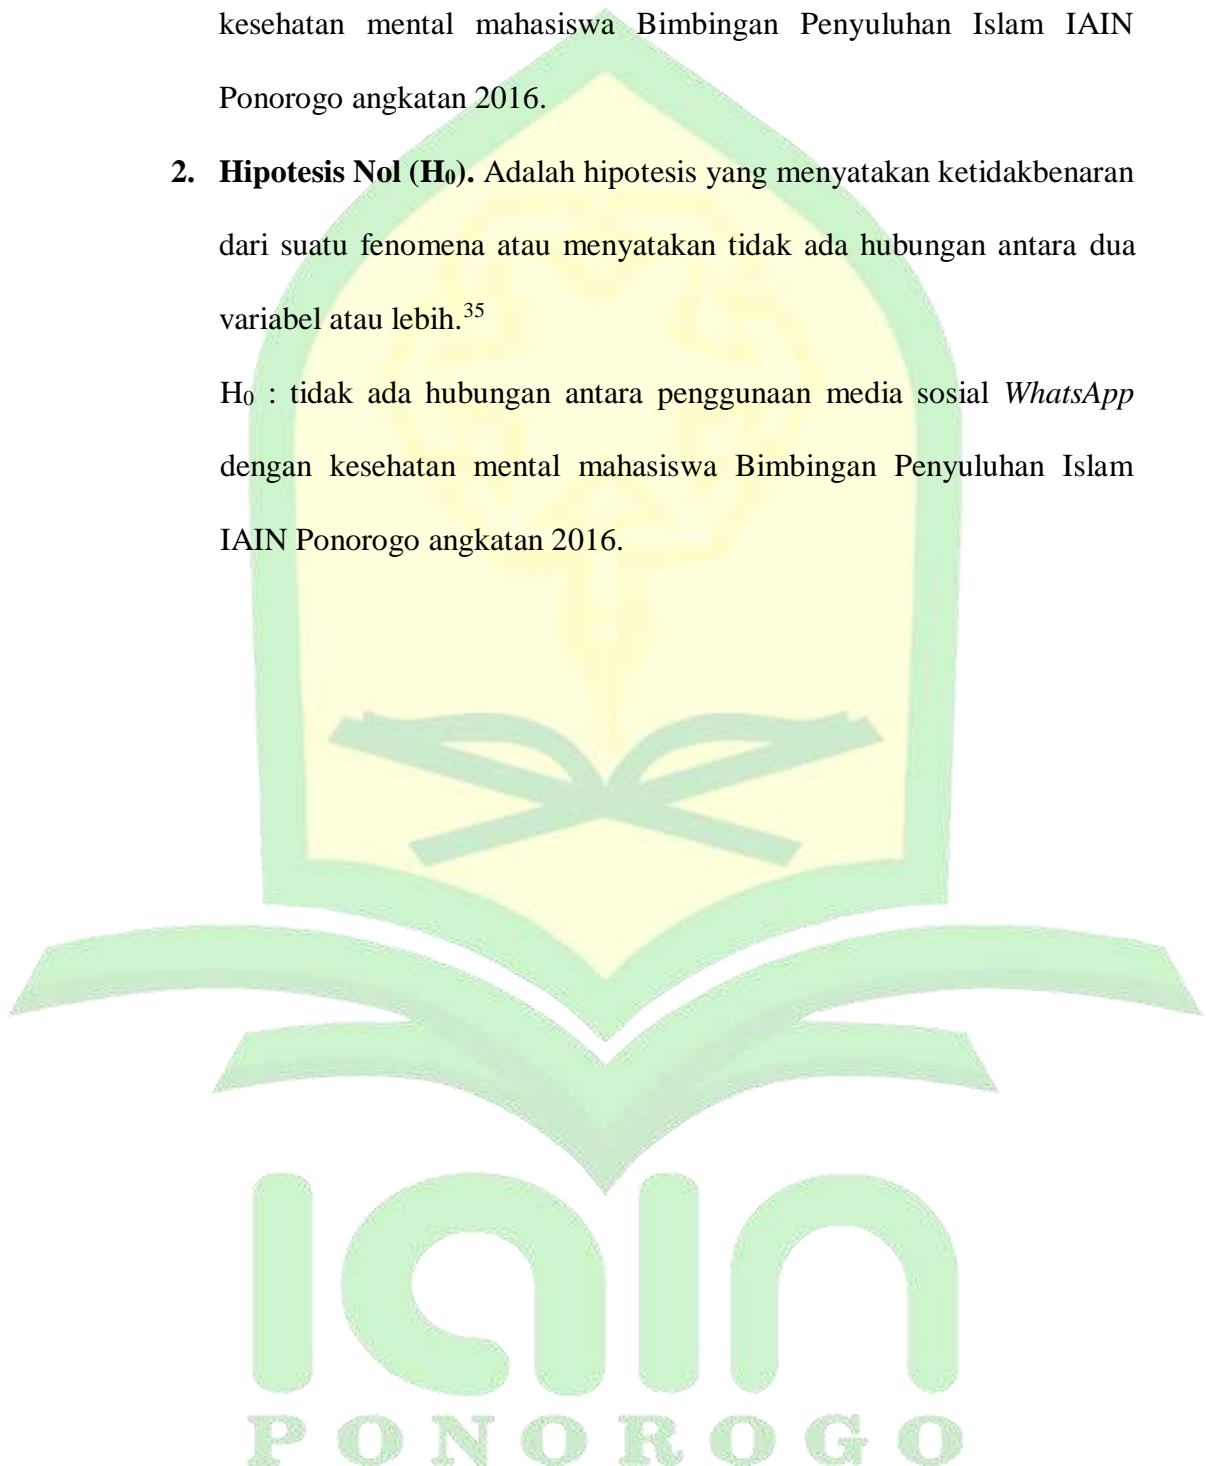 kesehatan mental mahasiswa Bimbingan Penyuluhan Islam IAIN
Ponorogo angkatan 2016.
2. Hipotesis Nol (H₀). Adalah hipotesis yang menyatakan ketidakbenaran
dari suatu fenomena atau menyatakan tidak ada hubungan antara dua
variabel atau lebih.³⁵
H₀ : tidak ada hubungan antara penggunaan media sosial WhatsApp
dengan kesehatan mental mahasiswa Bimbingan Penyuluhan Islam
IAIN Ponorogo angkatan 2016.
IAIN
PONOROGO